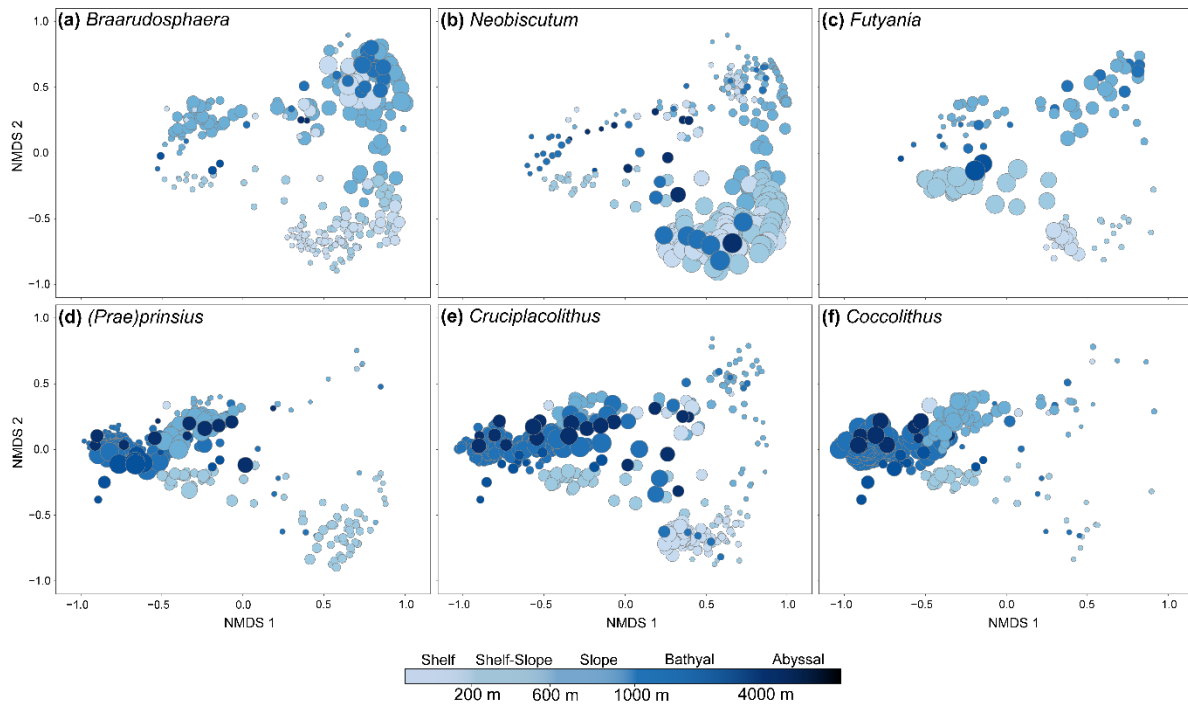 (a) Braarudosphaera
(b) Neobiscutum
(c) Futyania
1.0
0.5
0.0
−0.5
−1.0
NMDS 2
(d) (Prae)prinsius
(e) Cruciplacolithus
(f) Coccolithus
1.0
0.5
0.0
−0.5
−1.0
NMDS 2
−1.0 −0.5 0.0 0.5 1.0
−1.0 −0.5 0.0 0.5 1.0
−1.0 −0.5 0.0 0.5 1.0
NMDS 1
NMDS 1
NMDS 1
Shelf Shelf-Slope Slope Bathyal Abyssal
200 m 600 m 1000 m 4000 m